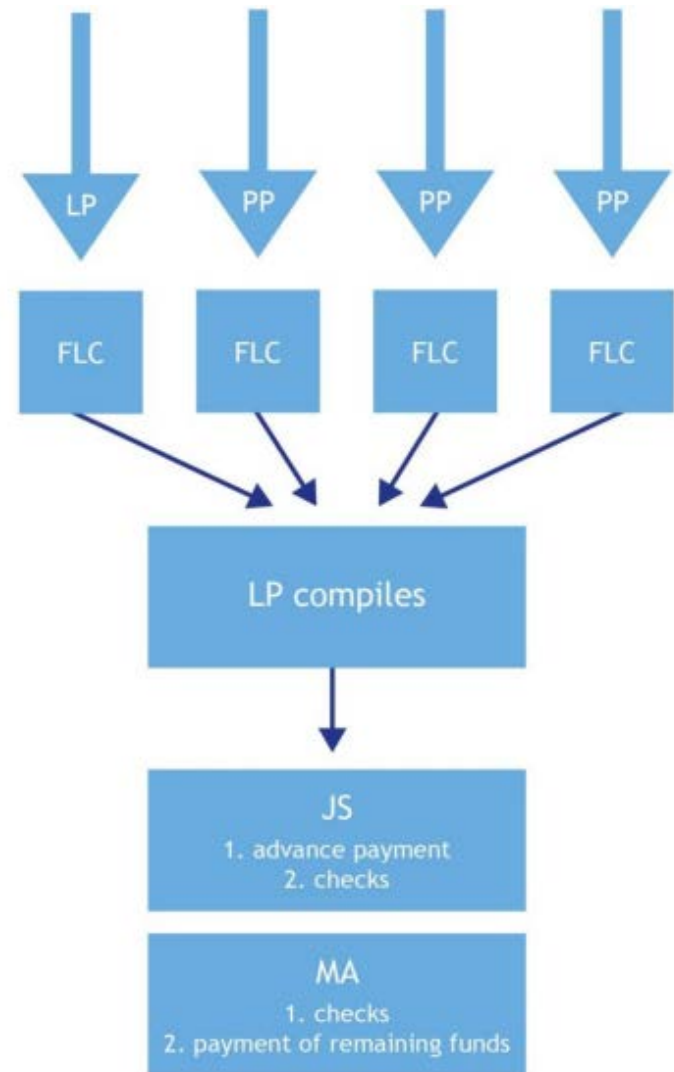 LP PP PP PP
FLC FLC FLC FLC
LP compiles
JS
1. advance payment
2. checks
MA
1. checks
2. payment of remaining funds